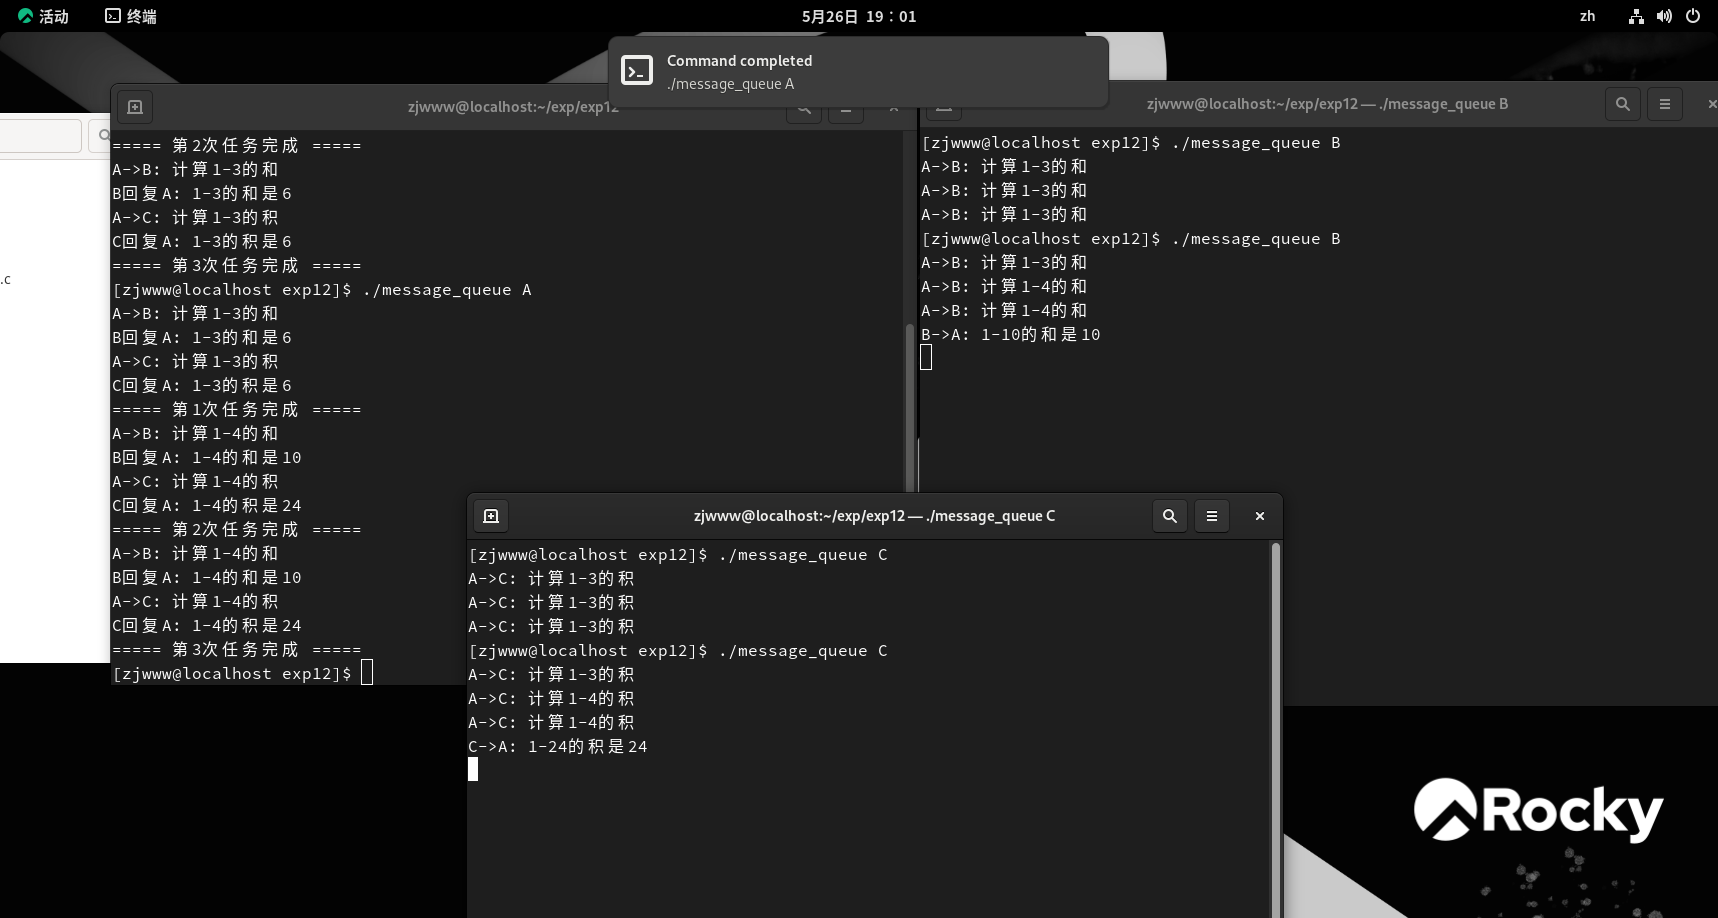 活动
终端
5月26日 19：01
zh
Command completed
./message_queue A
zjwww@localhost:~/exp/exp12
.c
===== 第2次任务完成 =====
A->B: 计算1-3的和
B回复A: 1-3的和是6
A->C: 计算1-3的积
C回复A: 1-3的积是6
===== 第3次任务完成 =====
[zjwww@localhost exp12]$ ./message_queue A
A->B: 计算1-3的和
B回复A: 1-3的和是6
A->C: 计算1-3的积
C回复A: 1-3的积是6
===== 第1次任务完成 =====
A->B: 计算1-4的和
B回复A: 1-4的和是10
A->C: 计算1-4的积
C回复A: 1-4的积是24
===== 第2次任务完成 =====
A->B: 计算1-4的和
B回复A: 1-4的和是10
A->C: 计算1-4的积
C回复A: 1-4的积是24
===== 第3次任务完成 =====
[zjwww@localhost exp12]$
zjwww@localhost:~/exp/exp12 — ./message_queue B
[zjwww@localhost exp12]$ ./message_queue B
A->B: 计算1-3的和
A->B: 计算1-3的和
A->B: 计算1-3的和
[zjwww@localhost exp12]$ ./message_queue B
A->B: 计算1-3的和
A->B: 计算1-4的和
A->B: 计算1-4的和
B->A: 1-10的和是10
zjwww@localhost:~/exp/exp12 — ./message_queue C
[zjwww@localhost exp12]$ ./message_queue C
A->C: 计算1-3的积
A->C: 计算1-3的积
A->C: 计算1-3的积
[zjwww@localhost exp12]$ ./message_queue C
A->C: 计算1-3的积
A->C: 计算1-4的积
A->C: 计算1-4的积
C->A: 1-24的积是24
Rocky